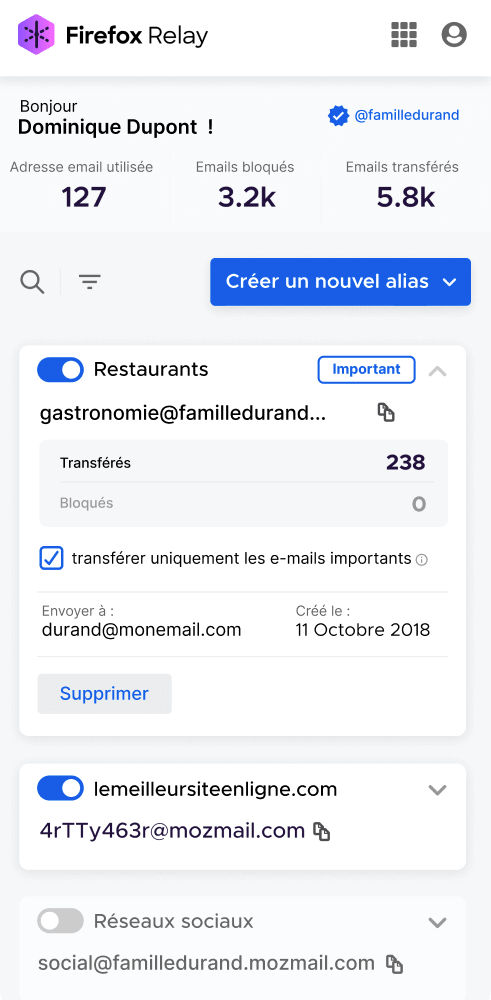 Firefox Relay
Bonjour
Dominique Dupont !
@familledurand
Adresse email utilisée
Emails bloqués
Emails transférés
127
3.2k
5.8k
Créer un nouvel alias
Restaurants
Important
gastronomie@familledurand...
Transférés
238
Bloqués
0
transférer uniquement les e-mails importants
Envoyer à :
Créé le :
durand@monemail.com
11 Octobre 2018
Supprimer
lemeilleursiteenligne.com
4rTTy463r@mozmail.com
Réseaux sociaux
social@familledurand.mozmail.com